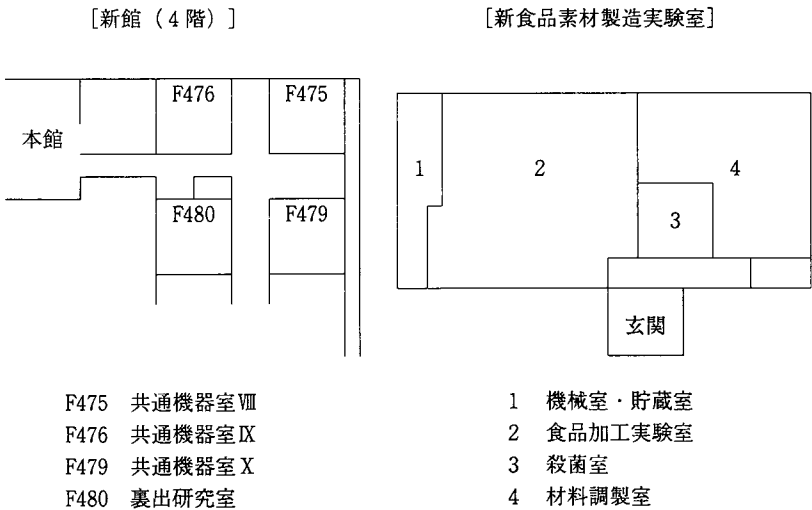 [新館（4階）]
[新食品素材製造実験室]
F476
F475
本館
F480
F479
1
2
4
3
玄関
F475 共通機器室Ⅷ
F476 共通機器室Ⅸ
F479 共通機器室Ⅹ
F480 裏出研究室
1 機械室・貯蔵室
2 食品加工実験室
3 殺菌室
4 材料調製室